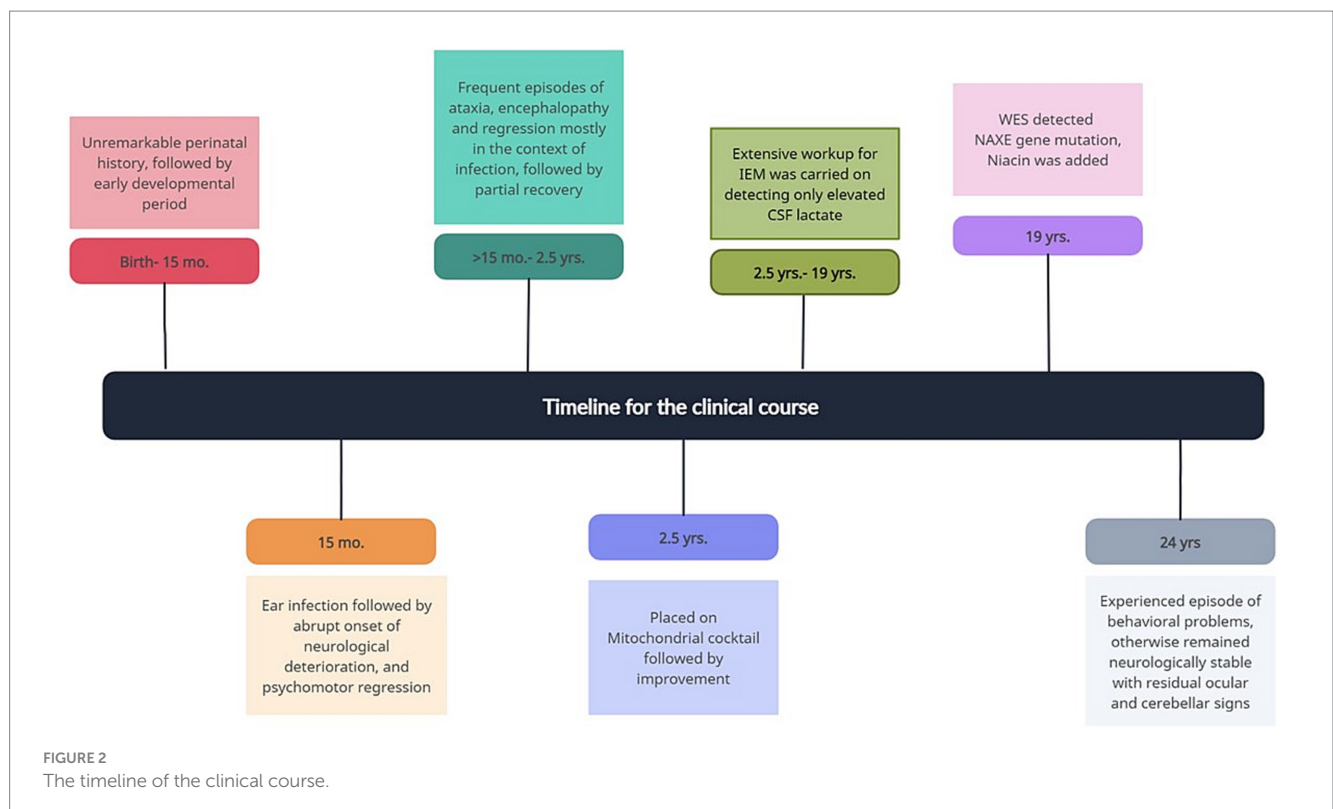 Unremarkable perinatal
history, followed by
early developmental
period
Birth- 15 mo.
Frequent episodes of
ataxia, encephalopathy
and regression mostly
in the context of
infection, followed by
partial recovery
>15 mo.- 2.5 yrs.
Extensive workup for
IEM was carried on
detecting only elevated
CSF lactate
2.5 yrs.- 19 yrs.
WES detected
NAXE gene mutation,
Niacin was added
19 yrs.
Timeline for the clinical course
15 mo.
Ear infection followed by
abrupt onset of
neurological
deterioration, and
psychomotor regression
2.5 yrs.
Placed on
Mitochondrial cocktail
followed by
improvement
24 yrs
Experienced episode of
behavioral problems,
otherwise remained
neurologically stable
with residual ocular
and cerebellar signs
FIGURE 2
The timeline of the clinical course.